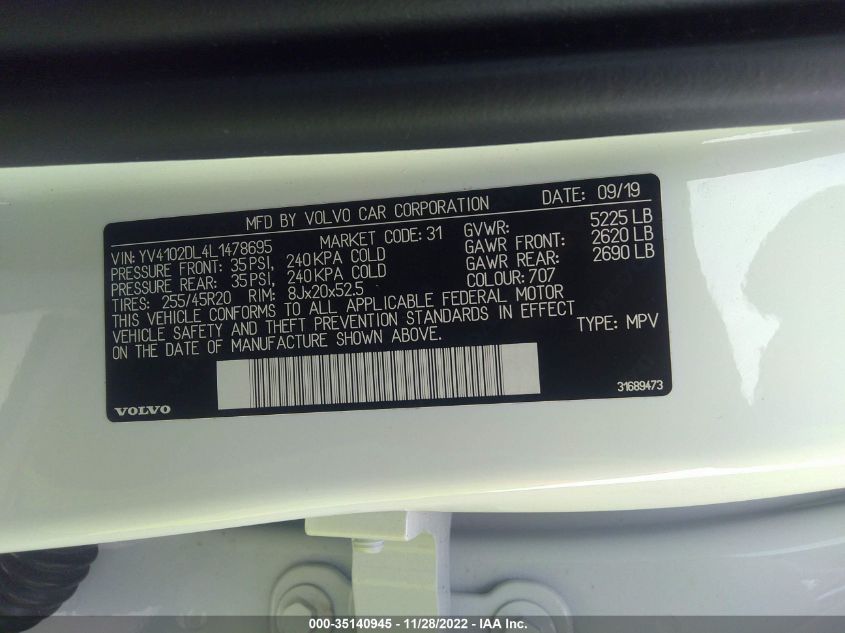 MFD BY VOLVO CAR CORPORATION DATE: 09/19
VIN: YV4102DL4L1478695 MARKET CODE: 31 GVWR: 5225 LB
PRESSURE FRONT: 35 PSI, 240 KPA COLD GAWR FRONT: 2620 LB
PRESSURE REAR: 35 PSI, 240 KPA COLD GAWR REAR: 2690 LB
TIRES: 255/45R20 RIM: 8Jx20x52.5 COLOUR: 707
THIS VEHICLE CONFORMS TO ALL APPLICABLE FEDERAL MOTOR
VEHICLE SAFETY AND THEFT PREVENTION STANDARDS IN EFFECT
ON THE DATE OF MANUFACTURE SHOWN ABOVE. TYPE: MPV
VOLVO 31689473
000-35140945 - 11/28/2022 - IAA Inc.